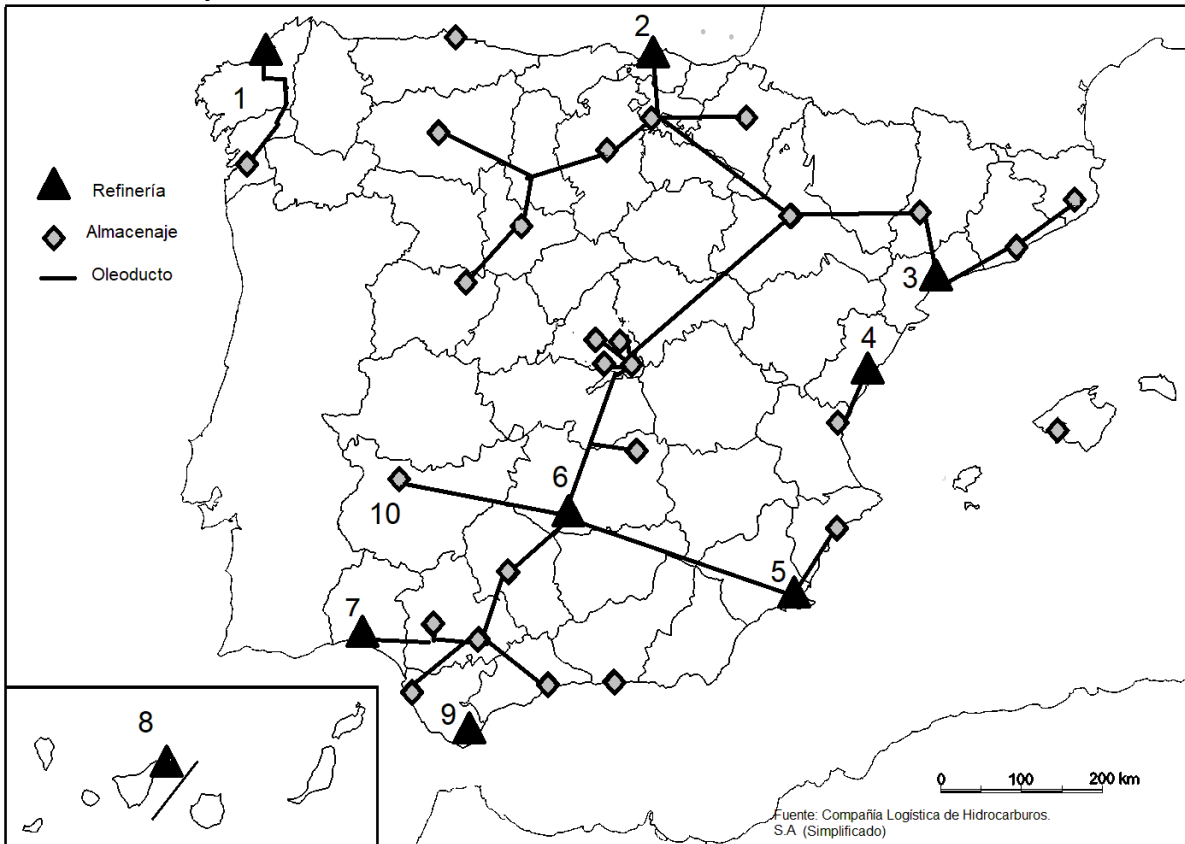 2
1
Refinería
Almacenaje
Oleoducto
3
4
6
10
5
7
9
8
0 100 200 km
Fuente: Compañía Logística de Hidrocarburos.
S.A (Simplificado)